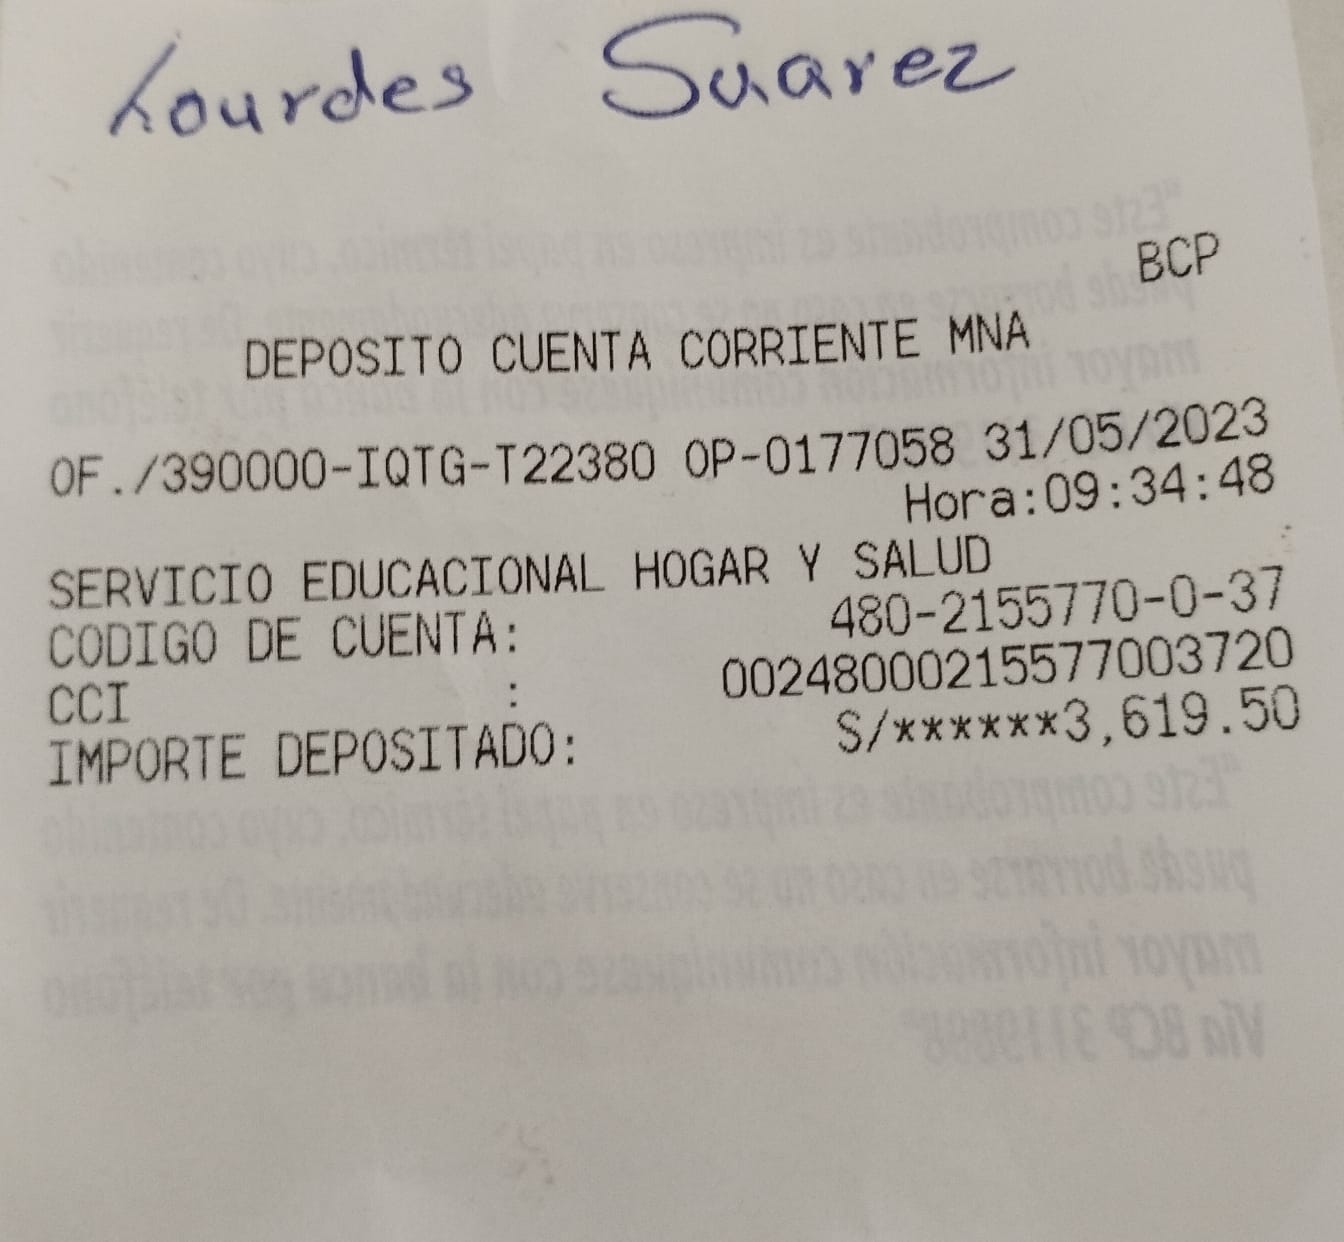 Lourdes Suarez
BCP
DEPOSITO CUENTA CORRIENTE MNA
OF./390000-IQTG-T22380 OP-0177058 31/05/2023
Hora:09:34:48
SERVICIO EDUCACIONAL HOGAR Y SALUD
CODIGO DE CUENTA: 480-2155770-0-37
CCI : 00248000215577003720
IMPORTE DEPOSITADO: S/******3,619.50